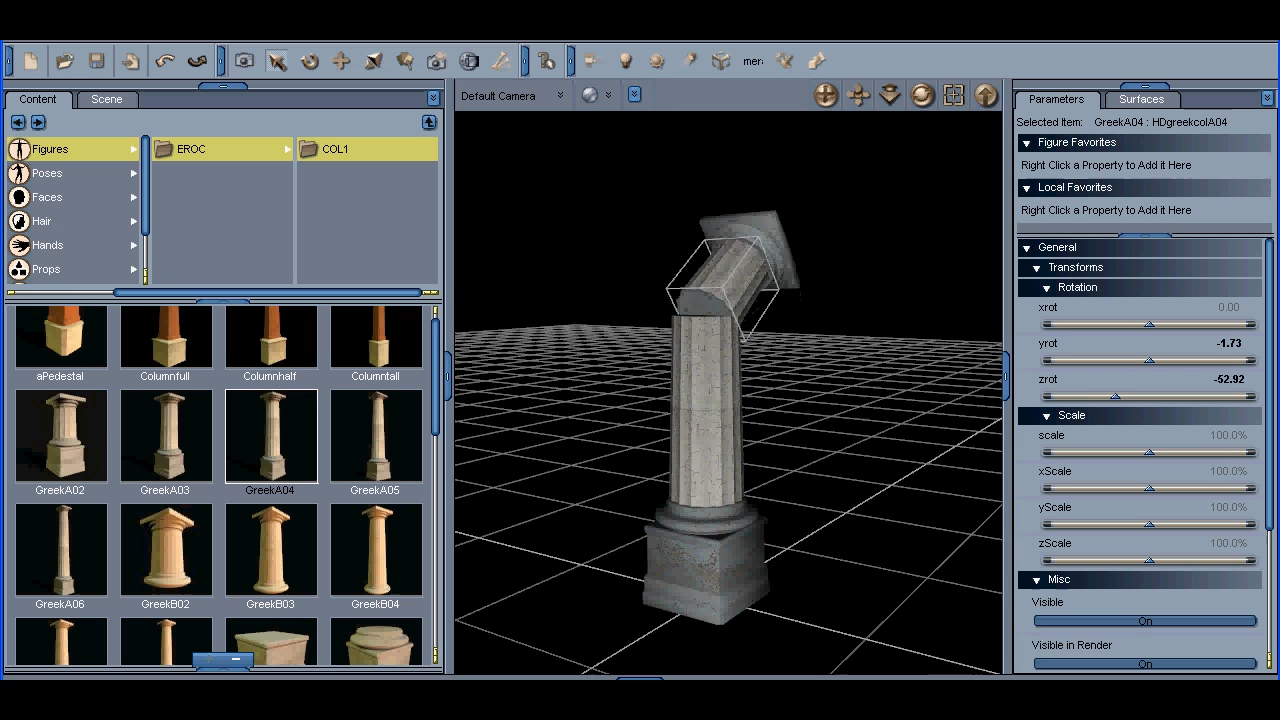 mer:
Content
Scene
Default Camera
Parameters
Surfaces
Selected Item: GreekA04 : HDgreekcolA04
Figures
EROC
COL1
Figure Favorites
Poses
Right Click a Property to Add it Here
Faces
Local Favorites
Hair
Right Click a Property to Add it Here
Hands
General
Props
Transforms
Rotation
xrot 0.00
yrot -1.73
aPedestal
Columnfull
Columnhalf
Columntall
zrot -52.92
Scale
scale 100.0%
xScale 100.0%
GreekA02
GreekA03
GreekA04
GreekA05
yScale 100.0%
zScale 100.0%
Misc
GreekA06
GreekB02
GreekB03
GreekB04
Visible
On
Visible in Render
On